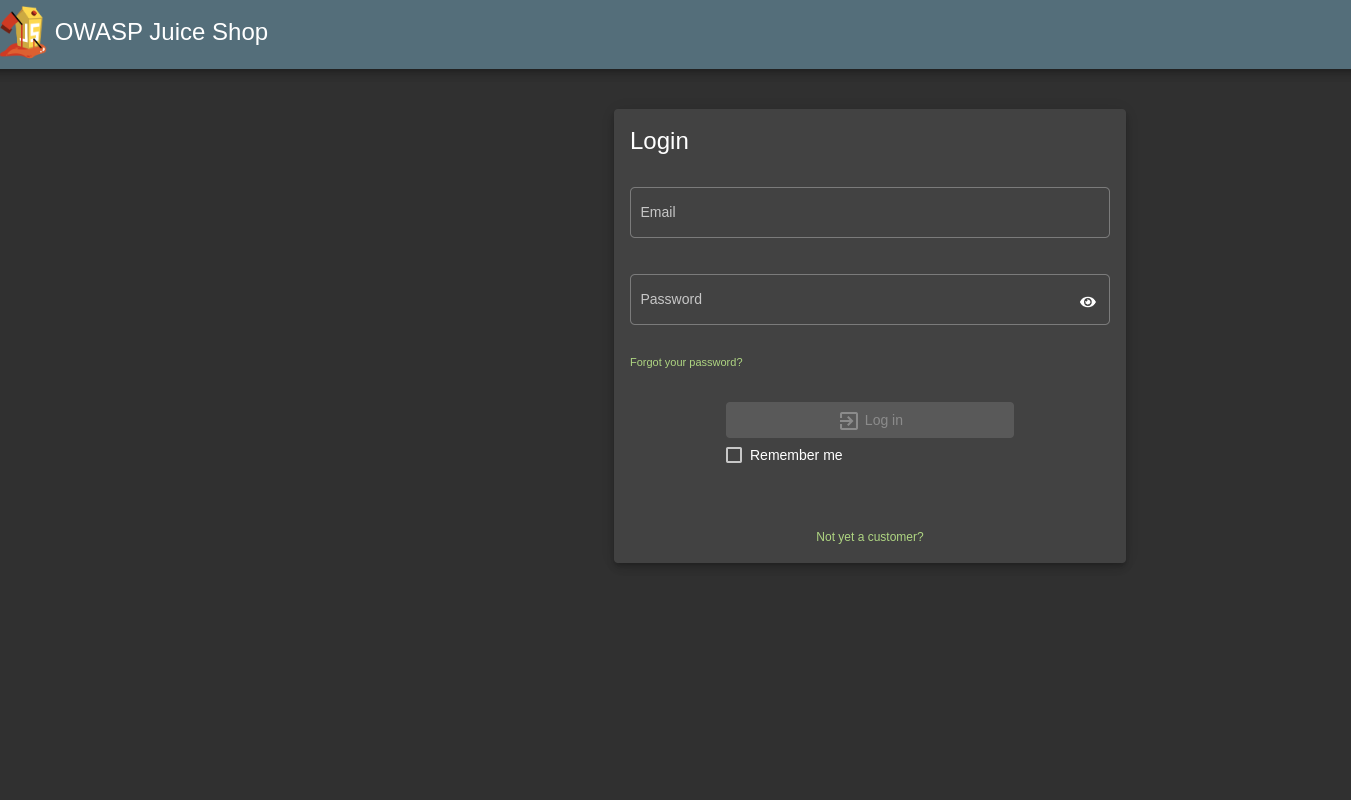 OWASP Juice Shop
Login
Email
Password
Forgot your password?
Log in
Remember me
Not yet a customer?